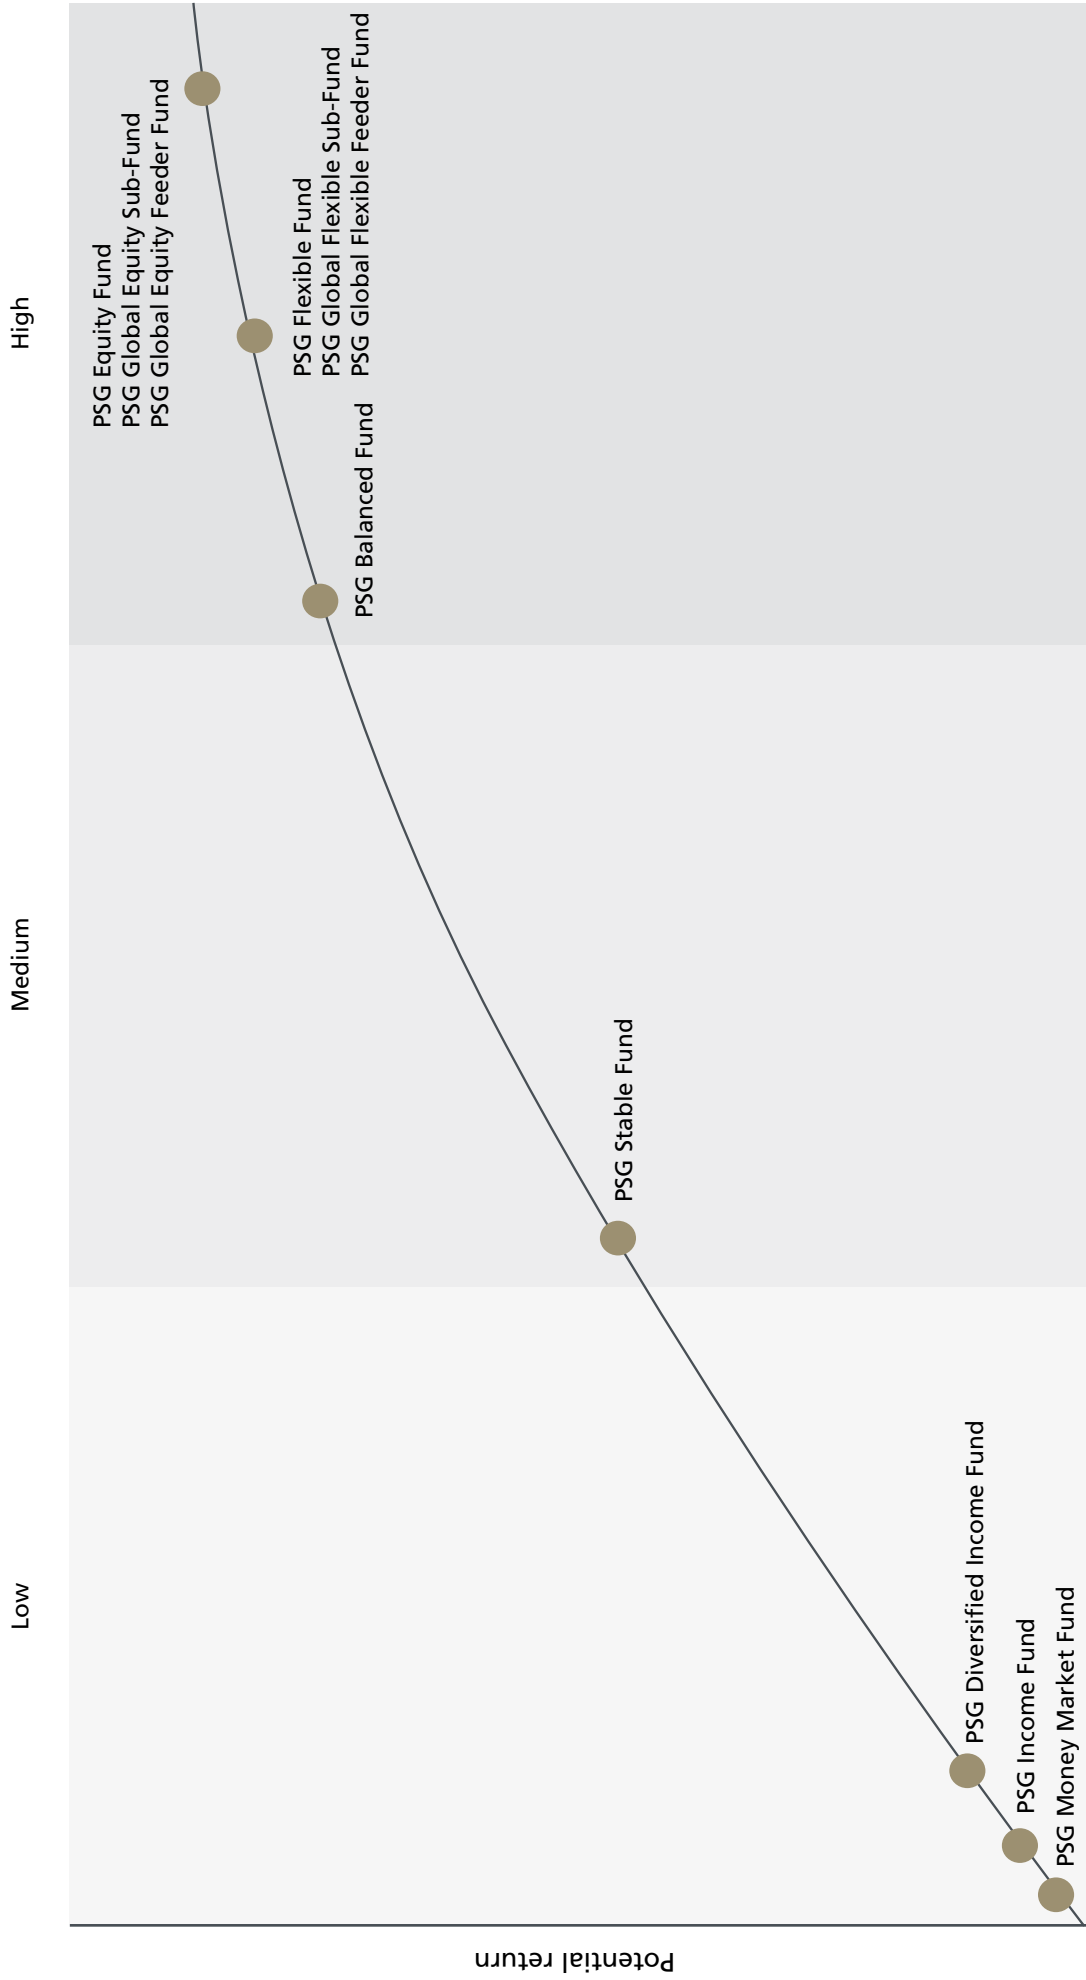 Low
Medium
High
PSG Equity Fund
PSG Global Equity Sub-Fund
PSG Global Equity Feeder Fund
PSG Flexible Fund
PSG Global Flexible Sub-Fund
PSG Global Flexible Feeder Fund
PSG Balanced Fund
PSG Stable Fund
PSG Diversified Income Fund
PSG Income Fund
PSG Money Market Fund
Potential return